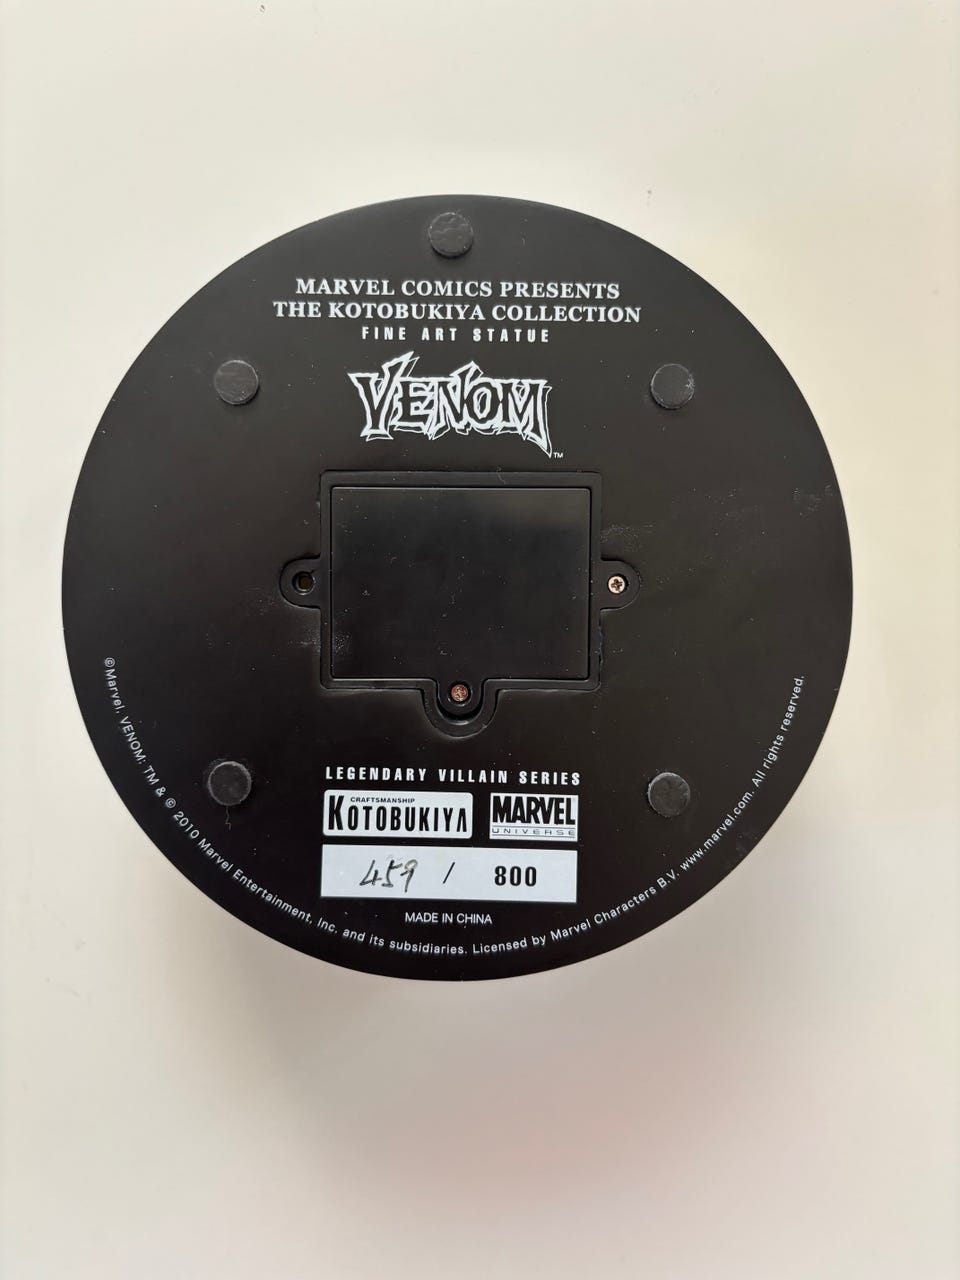 MARVEL COMICS PRESENTS
THE KOTOBUKIYA COLLECTION
FINE ART STATUE
VENOM™
LEGENDARY VILLAIN SERIES
CRAFTSMANSHIP
KOTOBUKIYA
MARVEL
UNIVERSE
459 / 800
MADE IN CHINA
©Marvel, VENOM: TM & © 2010 Marvel Entertainment, Inc. and its subsidiaries. Licensed by Marvel Characters B.V. www.marvel.com. All rights reserved.